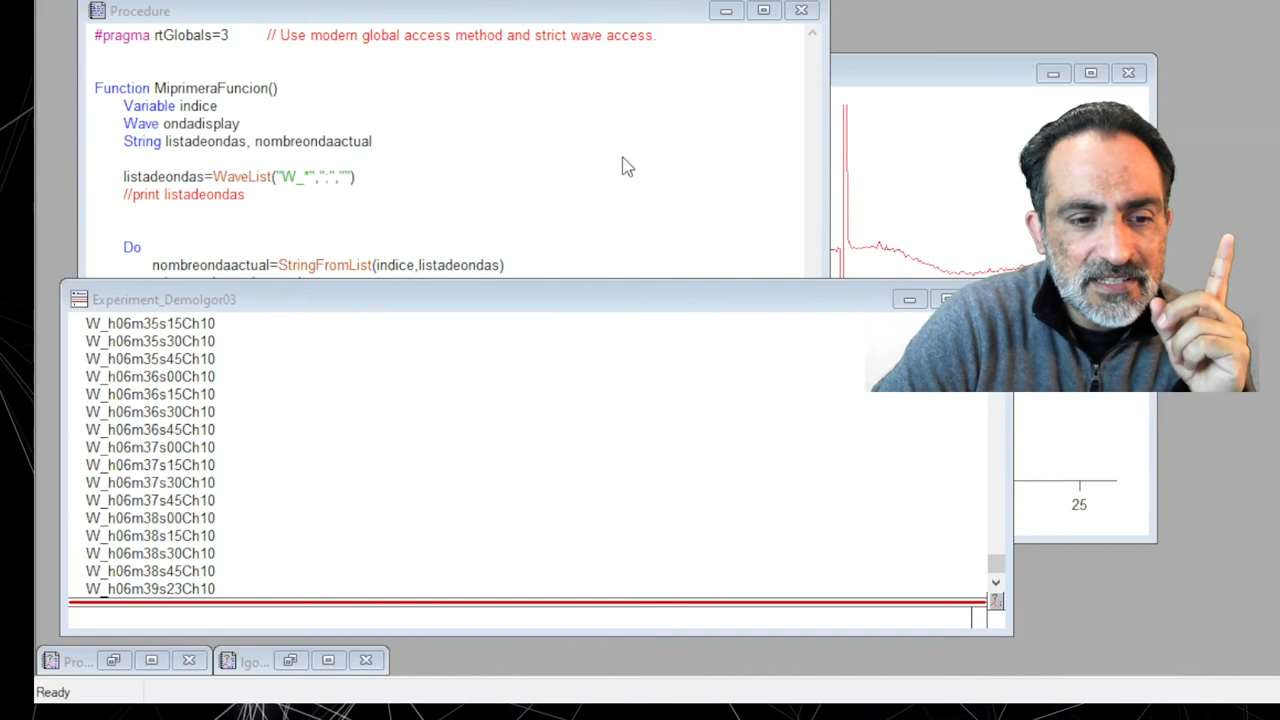 Procedure
#pragma rtGlobals=3 // Use modern global access method and strict wave access.
Function MiprimeraFuncion()
Variable indice
Wave ondadisplay
String listadeondas, nombreondaactual
listadeondas=WaveList("W_*",";","")
//print listadeondas
Do
nombreondaactual=StringFromList(indice,listadeondas)
Experiment_DemoIgor03
W_h06m35s15Ch10
W_h06m35s30Ch10
W_h06m35s45Ch10
W_h06m36s00Ch10
W_h06m36s15Ch10
W_h06m36s30Ch10
W_h06m36s45Ch10
W_h06m37s00Ch10
W_h06m37s15Ch10
W_h06m37s30Ch10
W_h06m37s45Ch10
W_h06m38s00Ch10
W_h06m38s15Ch10
W_h06m38s30Ch10
W_h06m38s45Ch10
W_h06m39s23Ch10
25
Pro...
Igo...
Ready